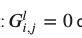 : G^l_{i,j} = 0 c